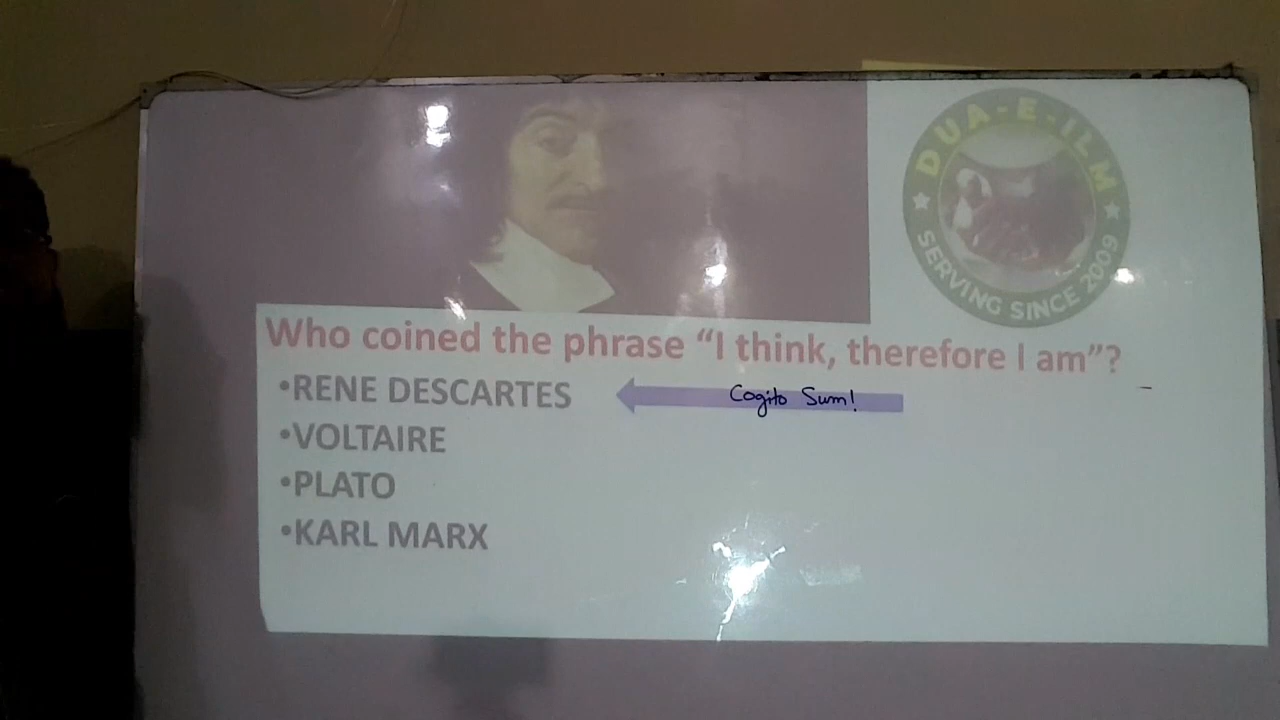 DUA-E-ILM
SERVING SINCE 2009
Who coined the phrase “I think, therefore I am”?
•RENE DESCARTES
Cogito Sum!
•VOLTAIRE
•PLATO
•KARL MARX